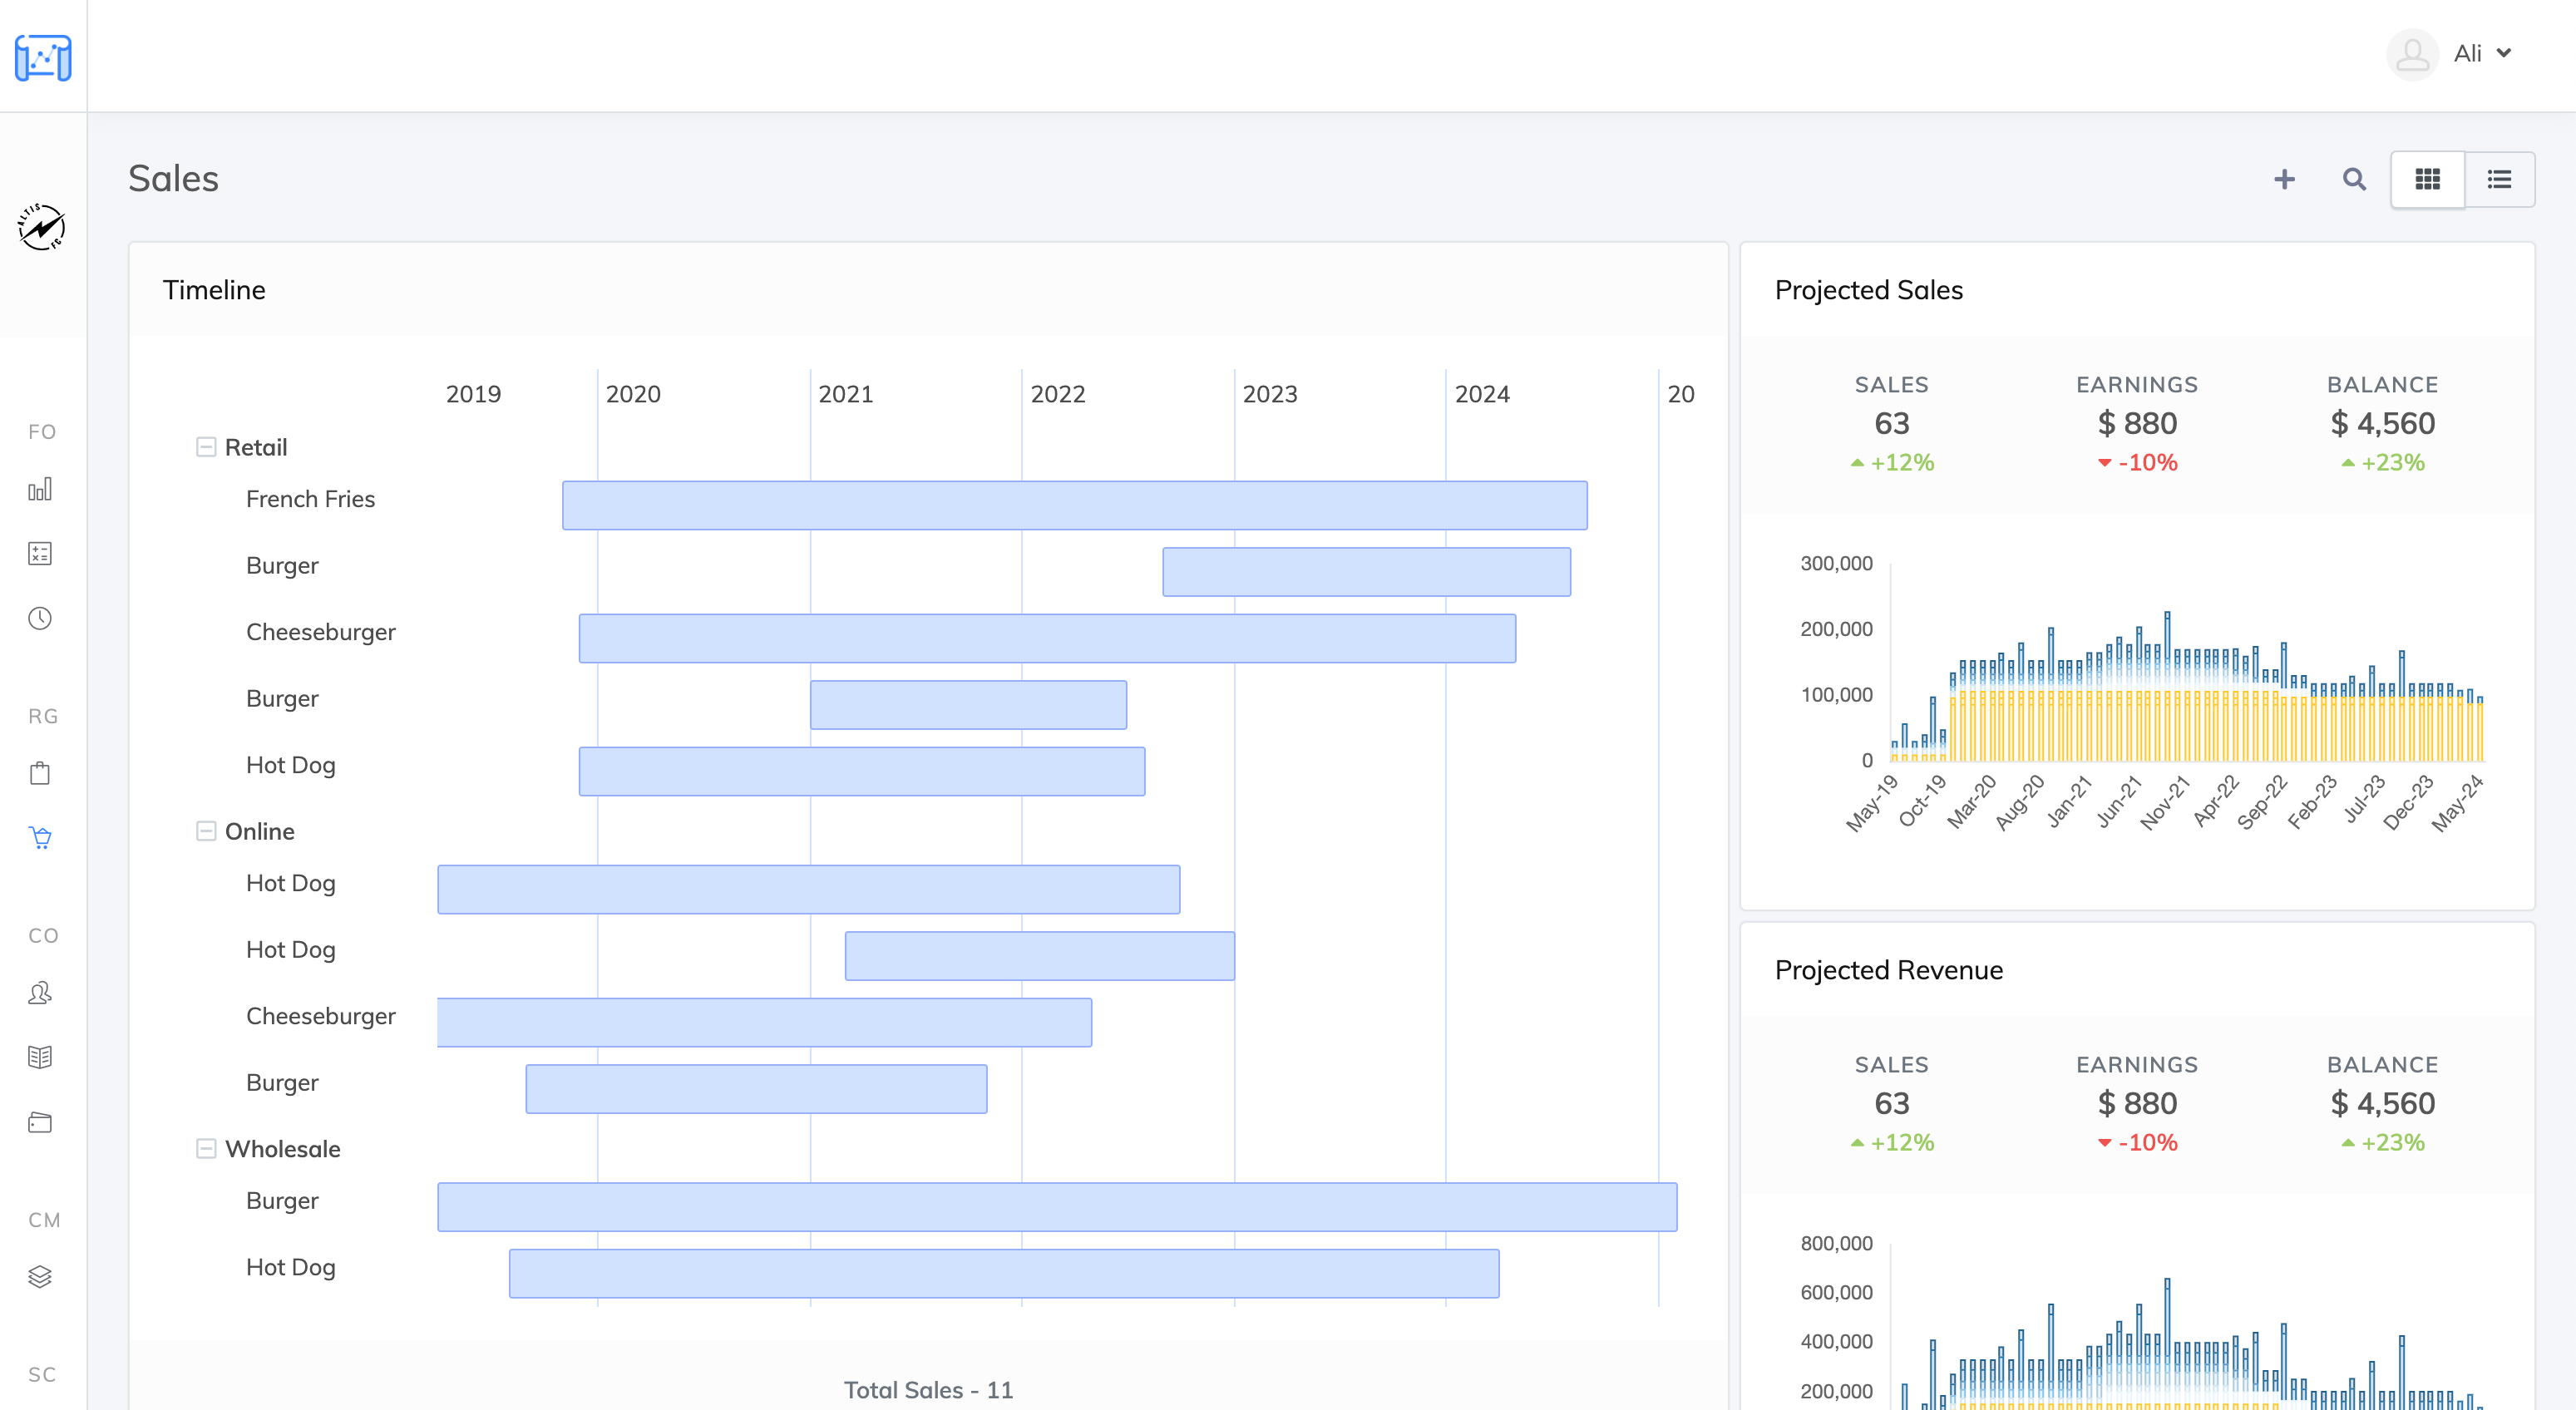 Ali
ALTIS FC
Sales
Timeline
2019 2020 2021 2022 2023 2024 20
Retail
French Fries
Burger
Cheeseburger
Burger
Hot Dog
Online
Hot Dog
Hot Dog
Cheeseburger
Burger
Wholesale
Burger
Hot Dog
Total Sales - 11
Projected Sales
SALES EARNINGS BALANCE
63 $ 880 $ 4,560
+12% -10% +23%
300,000
200,000
100,000
0
May-19 Oct-19 Mar-20 Aug-20 Jan-21 Jun-21 Nov-21 Apr-22 Sep-22 Feb-23 Jul-23 Dec-23 May-24
Projected Revenue
SALES EARNINGS BALANCE
63 $ 880 $ 4,560
+12% -10% +23%
800,000
600,000
400,000
200,000
FO
RG
CO
CM
SC